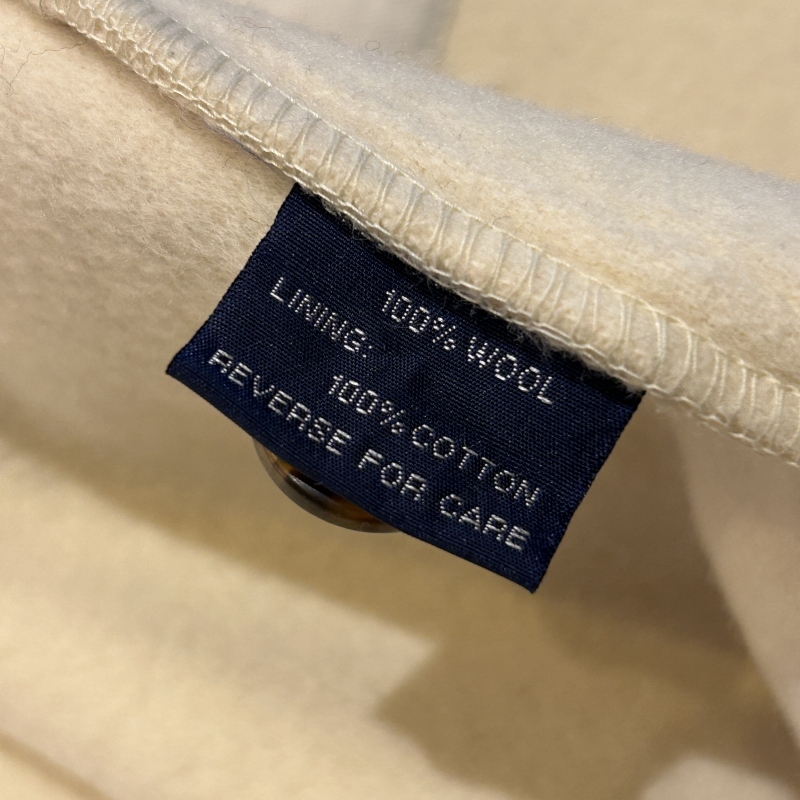 100% WOOL
LINING:
100% COTTON
REVERSE FOR CARE